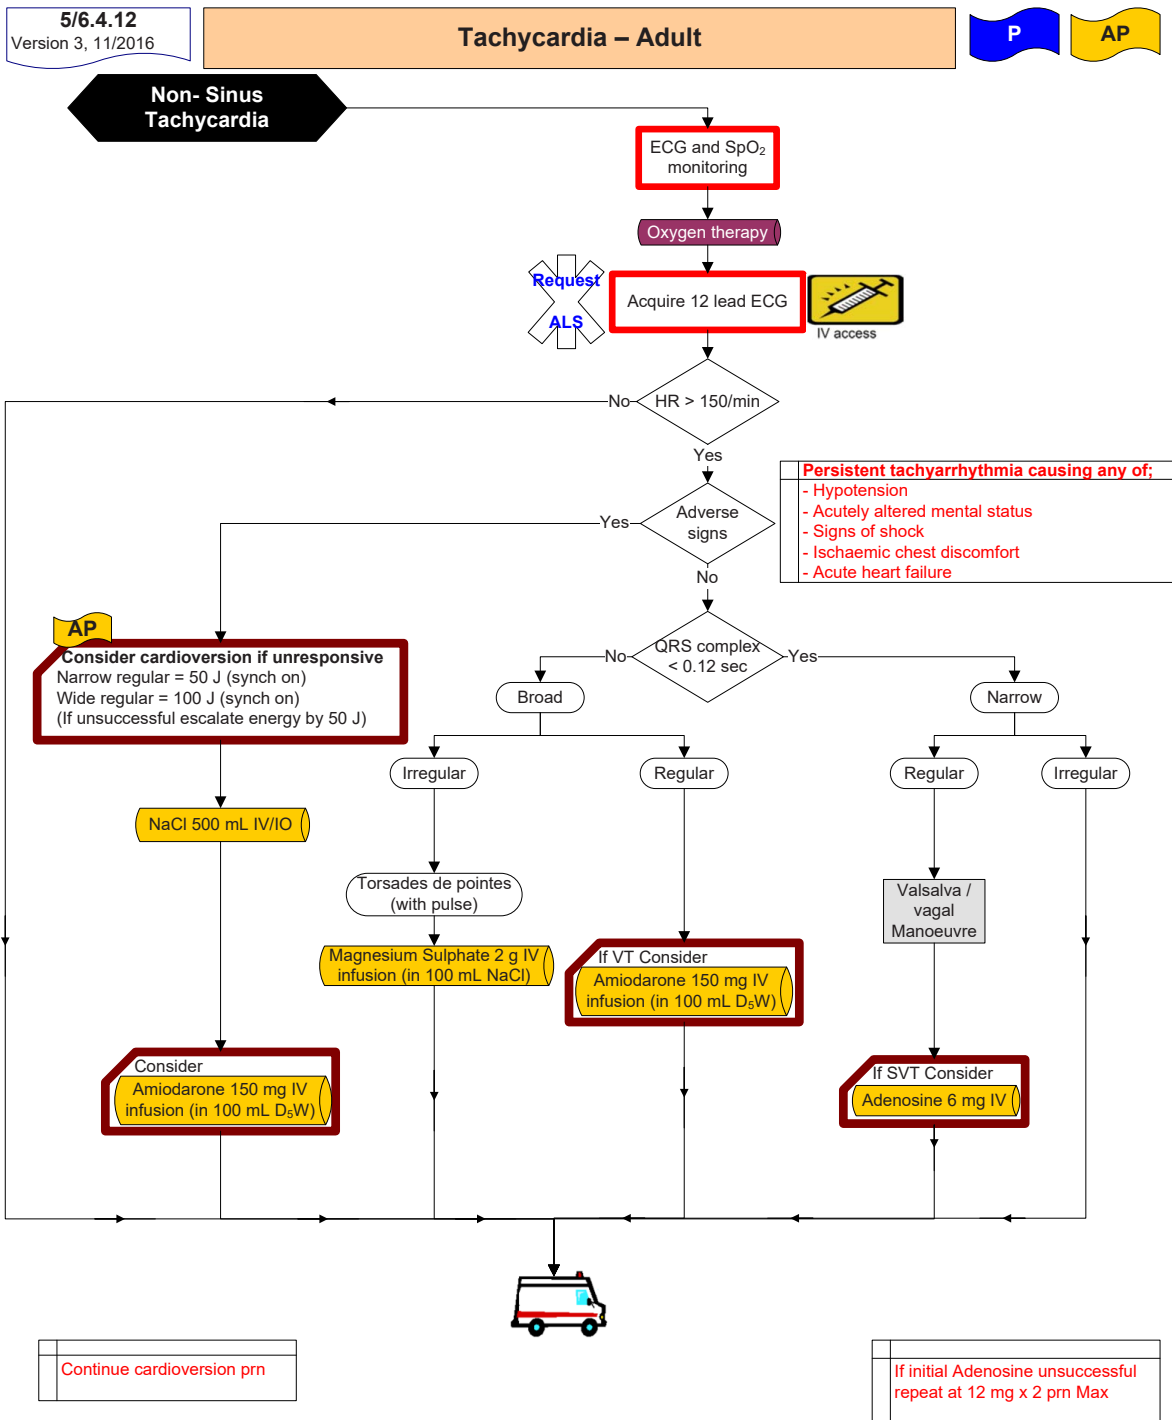 5/6.4.12
Version 3, 11/2016
Tachycardia – Adult
P
AP
Non- Sinus
Tachycardia
ECG and SpO₂
monitoring
Oxygen therapy
Request
ALS
Acquire 12 lead ECG
IV access
No
HR > 150/min
Yes
Persistent tachyarrhythmia causing any of;
- Hypotension
- Acutely altered mental status
- Signs of shock
- Ischaemic chest discomfort
- Acute heart failure
Yes
Adverse
signs
No
AP
Consider cardioversion if unresponsive
Narrow regular = 50 J (synch on)
Wide regular = 100 J (synch on)
(If unsuccessful escalate energy by 50 J)
No
QRS complex
< 0.12 sec
Yes
Broad
Narrow
Irregular
Regular
Regular
Irregular
NaCl 500 mL IV/IO
Torsades de pointes
(with pulse)
Valsalva /
vagal
Manoeuvre
Magnesium Sulphate 2 g IV
infusion (in 100 mL NaCl)
If VT Consider
Amiodarone 150 mg IV
infusion (in 100 mL D₅W)
Consider
Amiodarone 150 mg IV
infusion (in 100 mL D₅W)
If SVT Consider
Adenosine 6 mg IV
Continue cardioversion prn
If initial Adenosine unsuccessful
repeat at 12 mg x 2 prn Max